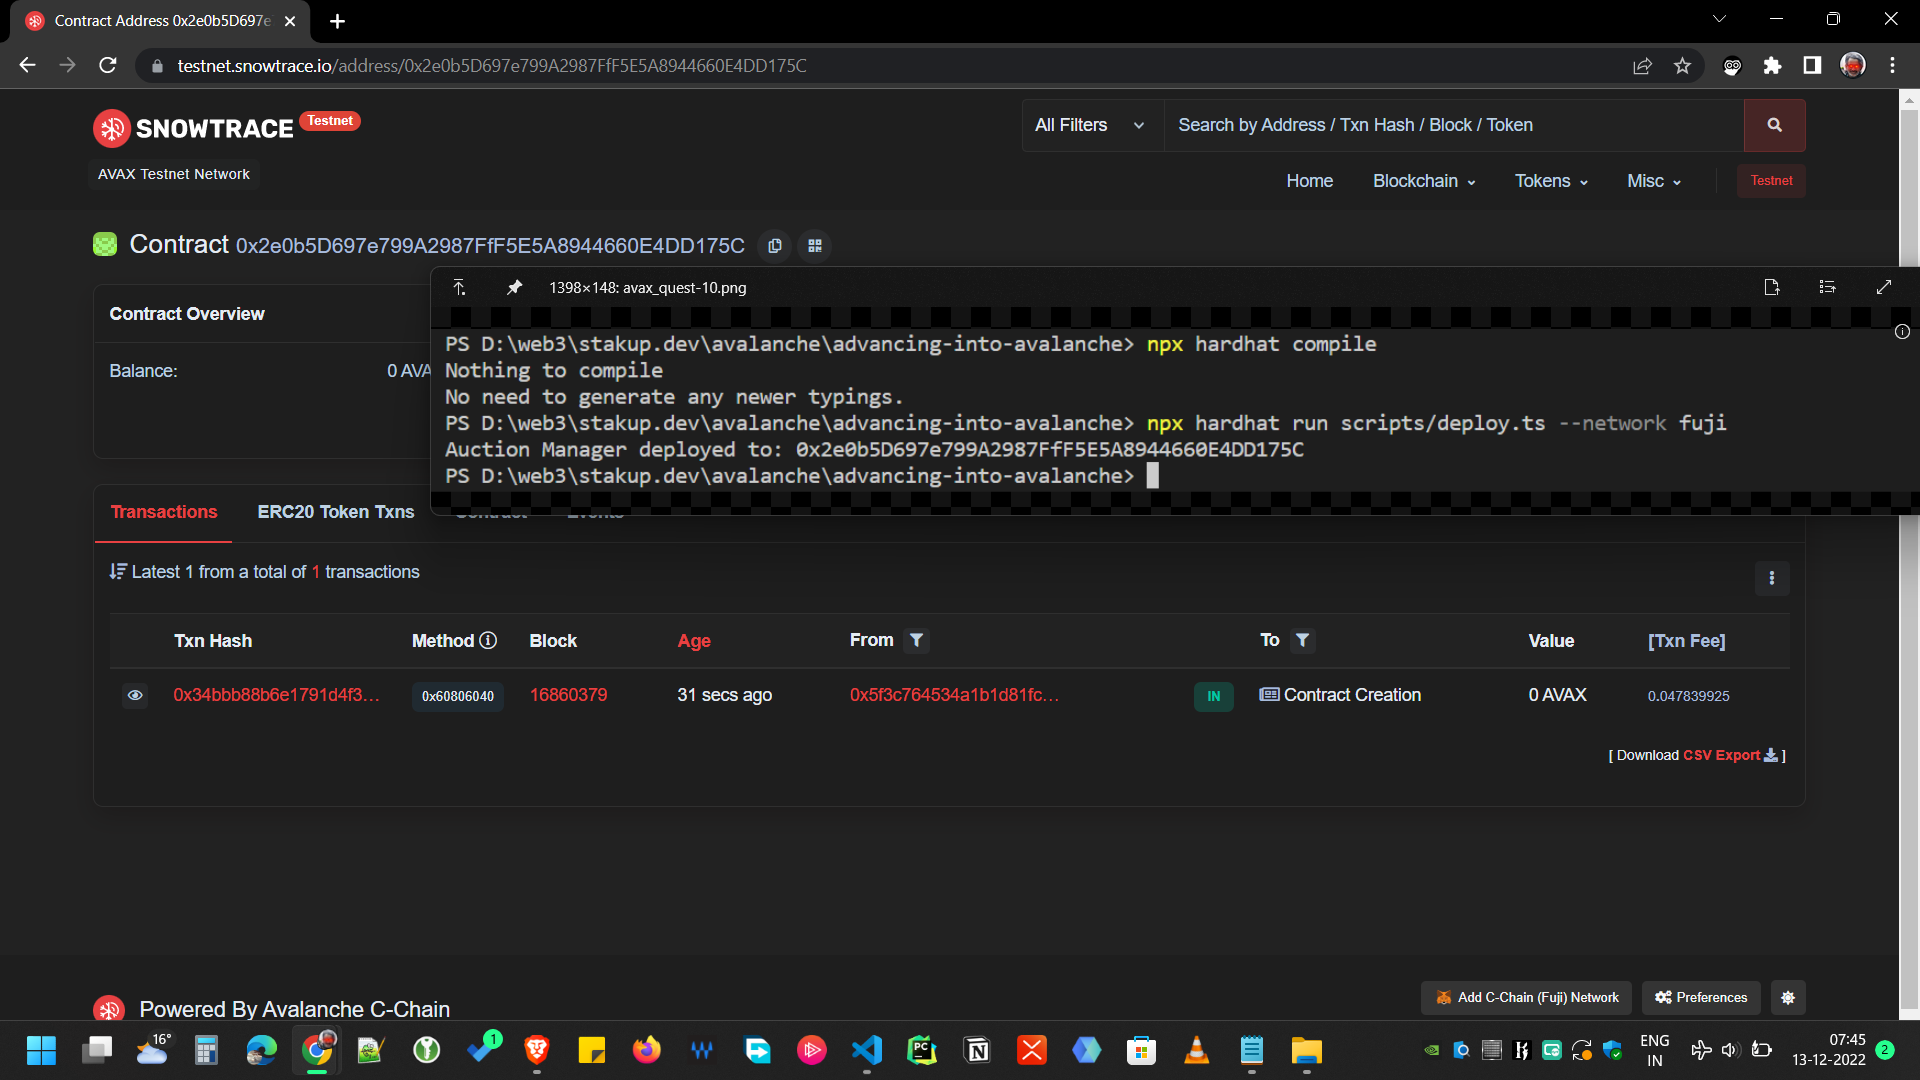 Contract Address 0x2e0b5D697e
testnet.snowtrace.io/address/0x2e0b5D697e799A2987FfF5E5A8944660E4DD175C
SNOWTRACE Testnet
All Filters
Search by Address / Txn Hash / Block / Token
AVAX Testnet Network
Home Blockchain Tokens Misc Testnet
Contract 0x2e0b5D697e799A2987FfF5E5A8944660E4DD175C
1398×148: avax_quest-10.png
Contract Overview
Balance: 0 AVA
PS D:\web3\stakup.dev\avalanche\advancing-into-avalanche> npx hardhat compile
Nothing to compile
No need to generate any newer typings.
PS D:\web3\stakup.dev\avalanche\advancing-into-avalanche> npx hardhat run scripts/deploy.ts --network fuji
Auction Manager deployed to: 0x2e0b5D697e799A2987FfF5E5A8944660E4DD175C
PS D:\web3\stakup.dev\avalanche\advancing-into-avalanche>
Transactions ERC20 Token Txns Contract Events
Latest 1 from a total of 1 transactions
Txn Hash Method Block Age From To Value [Txn Fee]
0x34bbb88b6e1791d4f3... 0x60806040 16860379 31 secs ago 0x5f3c764534a1b1d81fc... IN Contract Creation 0 AVAX 0.047839925
[ Download CSV Export ]
Powered By Avalanche C-Chain
Add C-Chain (Fuji) Network Preferences
16°
1
ENG
IN
07:45
13-12-2022
2